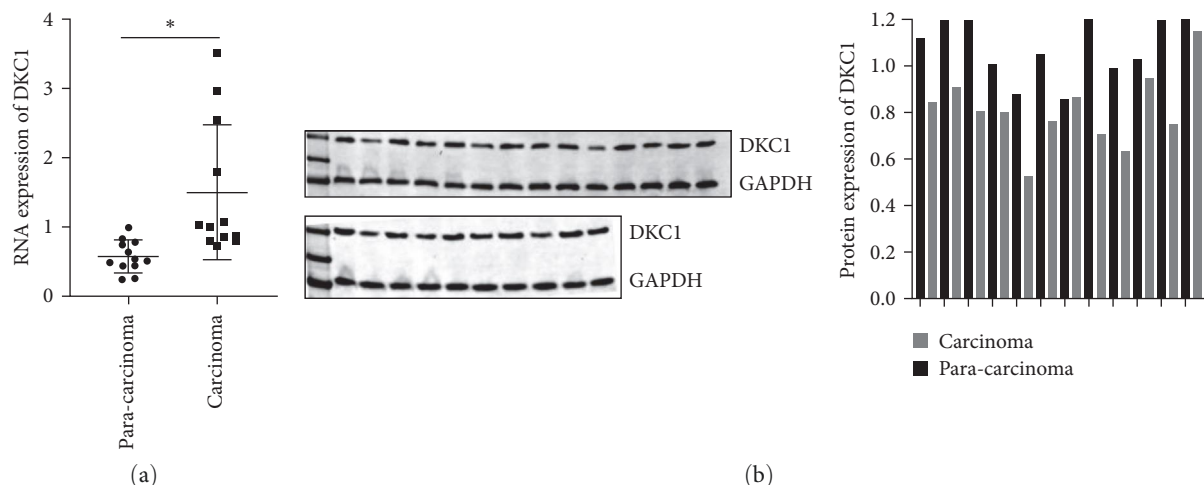 RNA expression of DKC1
4
3
2
1
0
*
Para-carcinoma
Carcinoma
(a)
DKC1
GAPDH
DKC1
GAPDH
Protein expression of DKC1
1.2
1.0
0.8
0.6
0.4
0.2
0.0
Carcinoma
Para-carcinoma
(b)